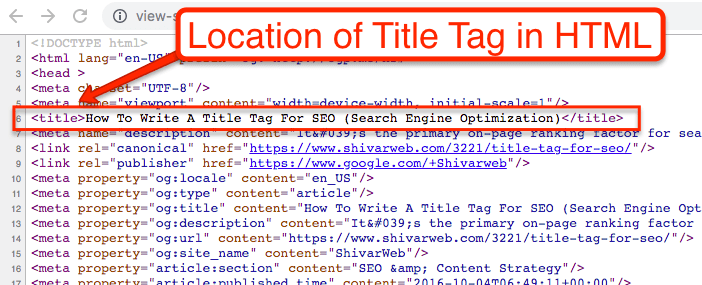 view-s
Location of Title Tag in HTML
1 <!DOCTYPE html>
2 <html lang="en-US"
3 <head >
4 <meta charset="UTF-8"/>
5 <meta name="viewport" content="width=device-width, initial-scale=1"/>
6 <title>How To Write A Title Tag For SEO (Search Engine Optimization)</title>
7 <meta name="description" content="It&#039;s the primary on-page ranking factor for sea
8 <link rel="canonical" href="https://www.shivarweb.com/3221/title-tag-for-seo/"/>
9 <link rel="publisher" href="https://www.google.com/+Shivarweb"/>
10 <meta property="og:locale" content="en_US"/>
11 <meta property="og:type" content="article"/>
12 <meta property="og:title" content="How To Write A Title Tag For SEO (Search Engine Opt
13 <meta property="og:description" content="It&#039;s the primary on-page ranking factor
14 <meta property="og:url" content="https://www.shivarweb.com/3221/title-tag-for-seo/"/>
15 <meta property="og:site_name" content="ShivarWeb"/>
16 <meta property="article:section" content="SEO &amp; Content Strategy"/>
17 <meta property="article:published_time" content="2016-10-04T06:49:11+00:00"/>